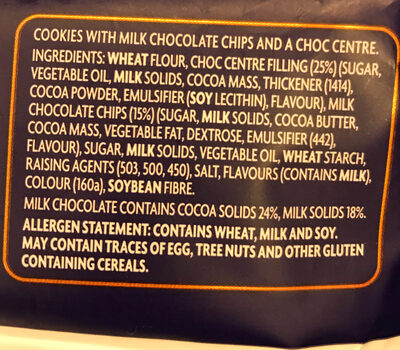 COOKIES WITH MILK CHOCOLATE CHIPS AND A CHOC CENTRE.
INGREDIENTS: WHEAT FLOUR, CHOC CENTRE FILLING (25%) (SUGAR,
VEGETABLE OIL, MILK SOLIDS, COCOA MASS, THICKENER (1414),
COCOA POWDER, EMULSIFIER (SOY LECITHIN), FLAVOUR), MILK
CHOCOLATE CHIPS (15%) (SUGAR, MILK SOLIDS, COCOA BUTTER,
COCOA MASS, VEGETABLE FAT, DEXTROSE, EMULSIFIER (442),
FLAVOUR), SUGAR, MILK SOLIDS, VEGETABLE OIL, WHEAT STARCH,
RAISING AGENTS (503, 500, 450), SALT, FLAVOURS (CONTAINS MILK),
COLOUR (160a), SOYBEAN FIBRE.
MILK CHOCOLATE CONTAINS COCOA SOLIDS 24%, MILK SOLIDS 18%.
ALLERGEN STATEMENT: CONTAINS WHEAT, MILK AND SOY.
MAY CONTAIN TRACES OF EGG, TREE NUTS AND OTHER GLUTEN
CONTAINING CEREALS.